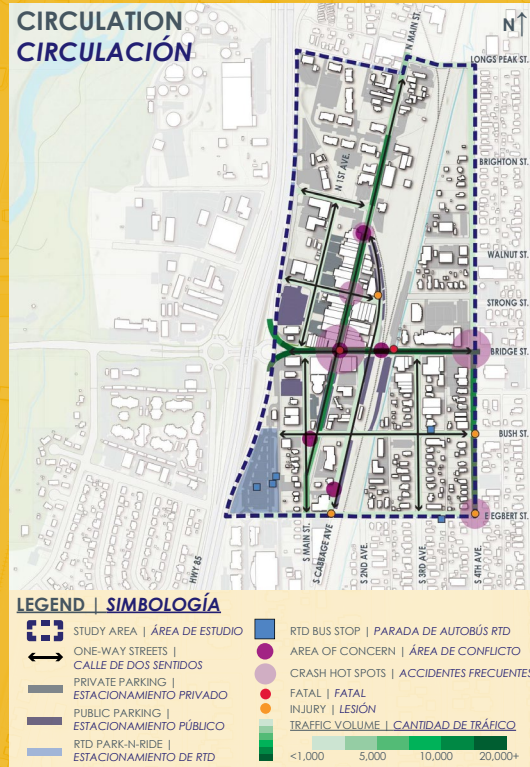 CIRCULATION
CIRCULACIÓN
N
N MAIN ST.
LONGS PEAK ST.
N 1ST AVE.
BRIGHTON ST.
WALNUT ST.
STRONG ST.
BRIDGE ST.
BUSH ST.
E EGBERT ST.
HWY 85
S MAIN ST.
S CABBAGE AVE
S 2ND AVE.
S 3RD AVE.
S 4TH AVE.
LEGEND | SIMBOLOGÍA
STUDY AREA | ÁREA DE ESTUDIO
ONE-WAY STREETS |
CALLE DE DOS SENTIDOS
PRIVATE PARKING |
ESTACIONAMIENTO PRIVADO
PUBLIC PARKING |
ESTACIONAMIENTO PÚBLICO
RTD PARK-N-RIDE |
ESTACIONAMIENTO DE RTD
RTD BUS STOP | PARADA DE AUTOBÚS RTD
AREA OF CONCERN | ÁREA DE CONFLICTO
CRASH HOT SPOTS | ACCIDENTES FRECUENTES
FATAL | FATAL
INJURY | LESIÓN
TRAFFIC VOLUME | CANTIDAD DE TRÁFICO
<1,000 5,000 10,000 20,000+